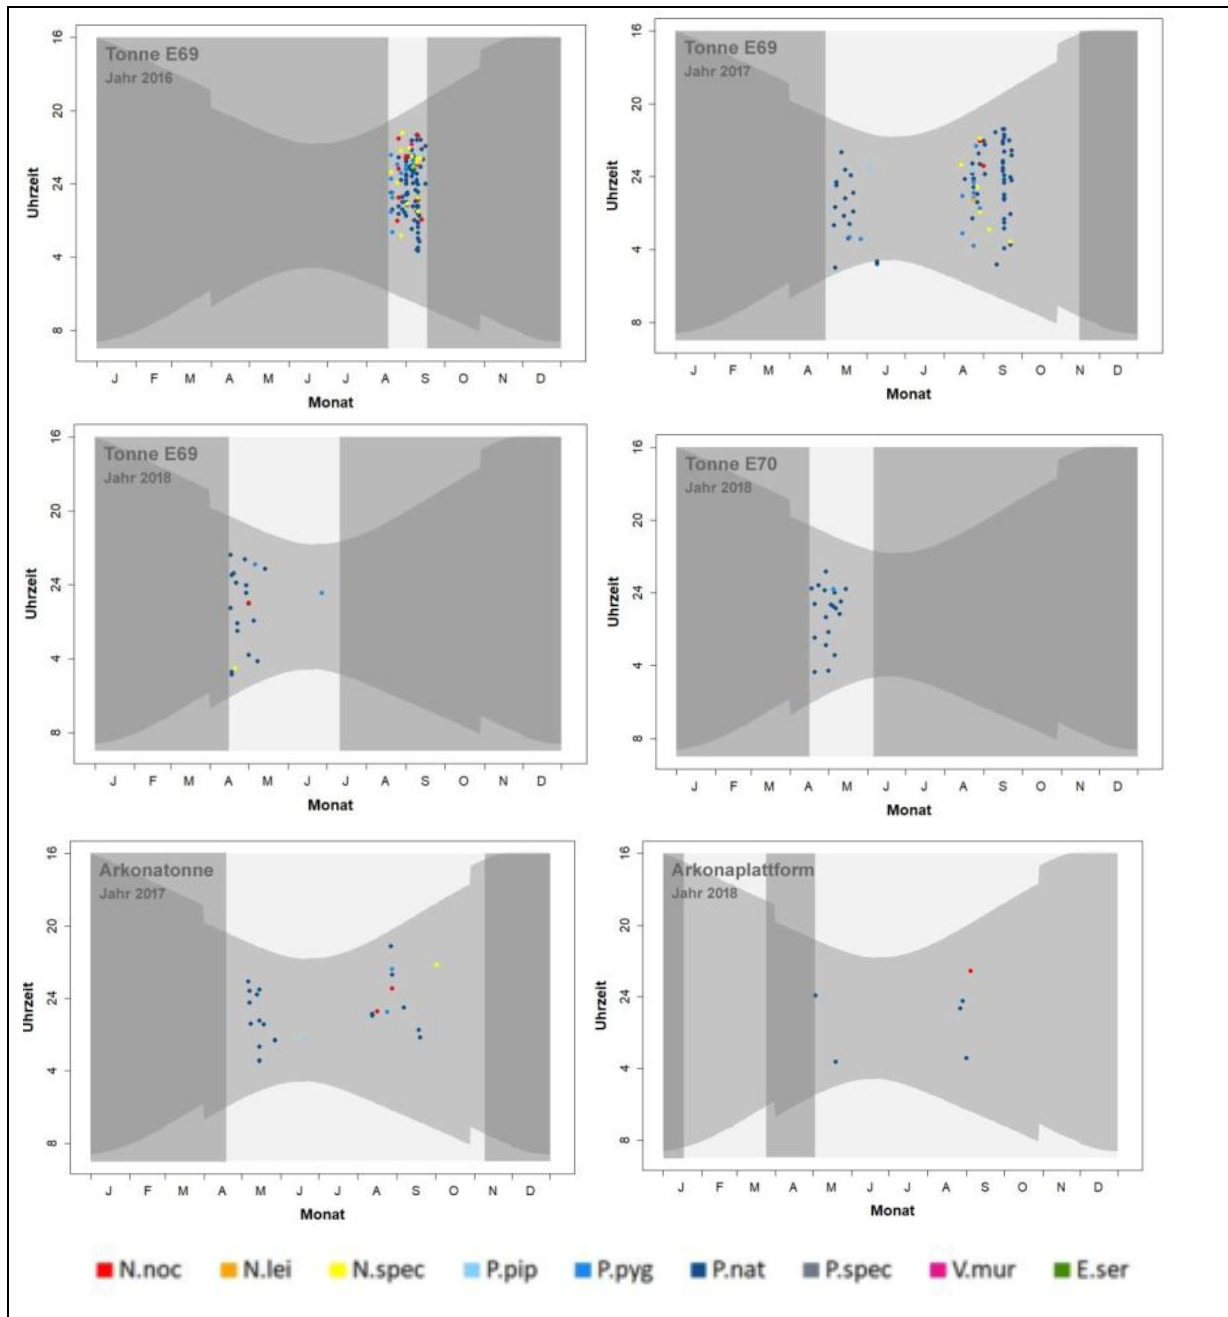 Tonne E69
Jahr 2016
16
20
24
4
8
Uhrzeit
J F M A M J J A S O N D
Monat
Tonne E69
Jahr 2017
16
20
24
4
8
Uhrzeit
J F M A M J J A S O N D
Monat
Tonne E69
Jahr 2018
16
20
24
4
8
Uhrzeit
J F M A M J J A S O N D
Monat
Tonne E70
Jahr 2018
16
20
24
4
8
Uhrzeit
J F M A M J J A S O N D
Monat
Arkonatonne
Jahr 2017
16
20
24
4
8
Uhrzeit
J F M A M J J A S O N D
Monat
Arkonaplattform
Jahr 2018
16
20
24
4
8
Uhrzeit
J F M A M J J A S O N D
Monat
N.noc N.lei N.spec P.pip P.pyg P.nat P.spec V.mur E.ser